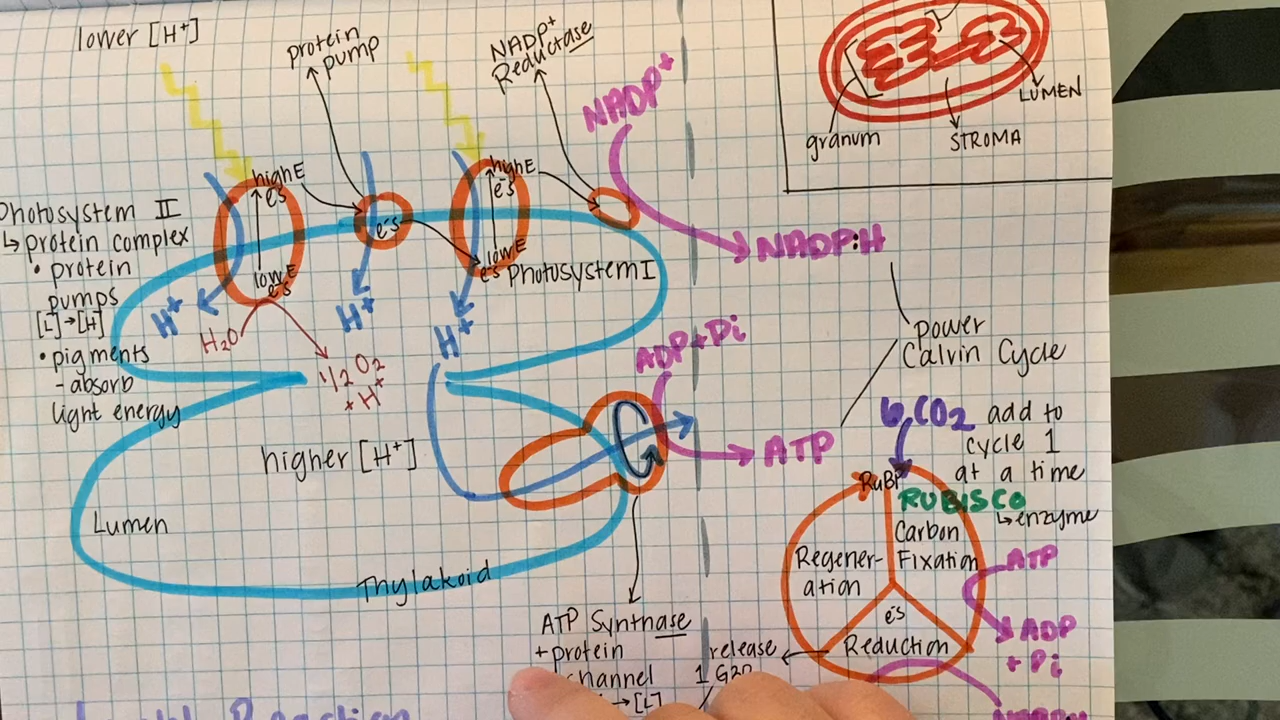 lower [H⁺]
protein
pump
NADP⁺
Reductase
NADP⁺
granum
STROMA
LUMEN
high E
e⁻s
low E
e⁻s
e⁻s
high E
e⁻s
low E
e⁻s
Photosystem I
NADP:H
Photosystem II
↳ protein complex
• protein
pumps
[L]→[H]
• pigments
- absorb
light energy
H⁺
H⁺
H⁺
H₂O
1/2 O₂
+ H⁺
ADP+Pi
ATP
power
Calvin Cycle
higher [H⁺]
Lumen
Thylakoid
6 CO₂ add to
cycle 1
at a time
RuBP
RUBISCO
↳ enzyme
Carbon
Fixation
Regener-
ation
e⁻s
Reduction
ATP
ADP
+ Pi
ATP Synthase
+ protein
channel
→[L]
release
1 G3P